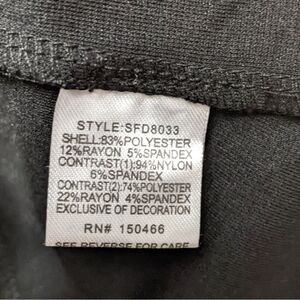 STYLE:SFD8033
SHELL:83%POLYESTER
12%RAYON 5%SPANDEX
CONTRAST(1):94%NYLON
6%SPANDEX
CONTRAST(2):74%POLYESTER
22%RAYON 4%SPANDEX
EXCLUSIVE OF DECORATION
RN# 150466
SEE REVERSE FOR CARE